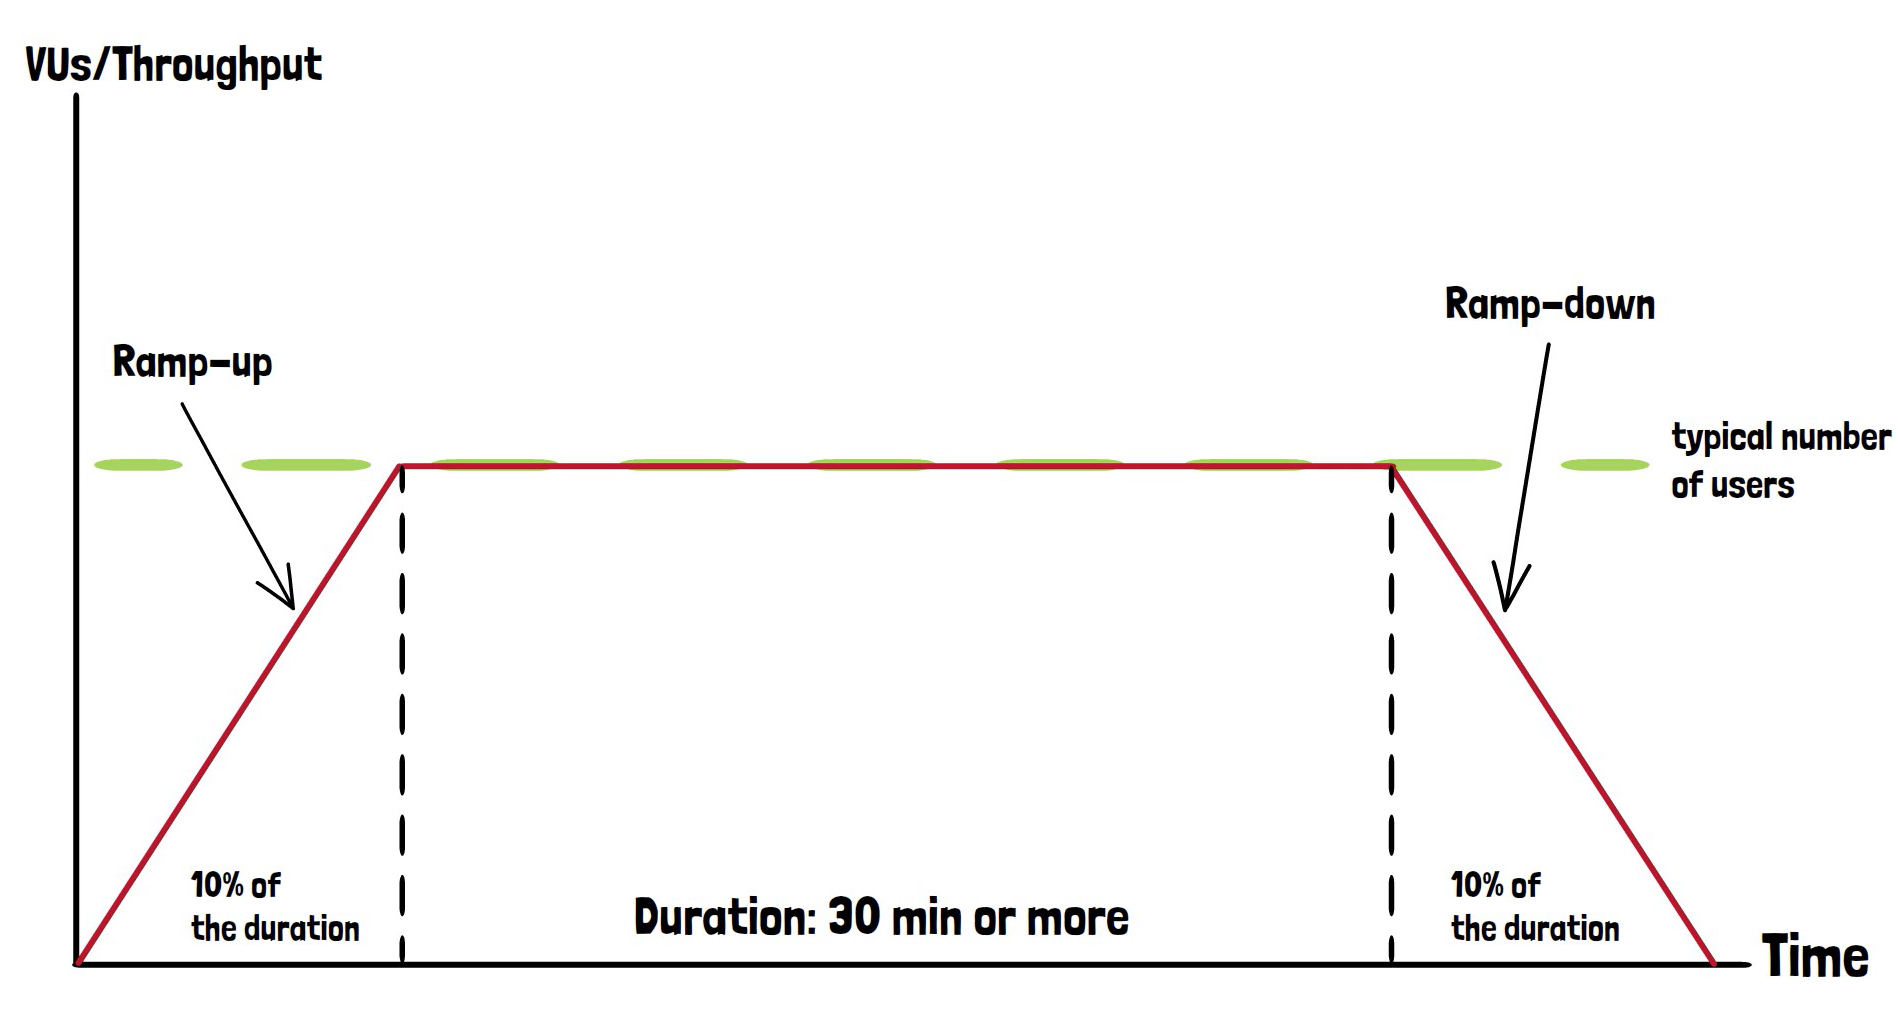 VUs/Throughput
Ramp-down
Ramp-up
typical number
of users
10% of
the duration
Duration: 30 min or more
10% of
the duration
Time